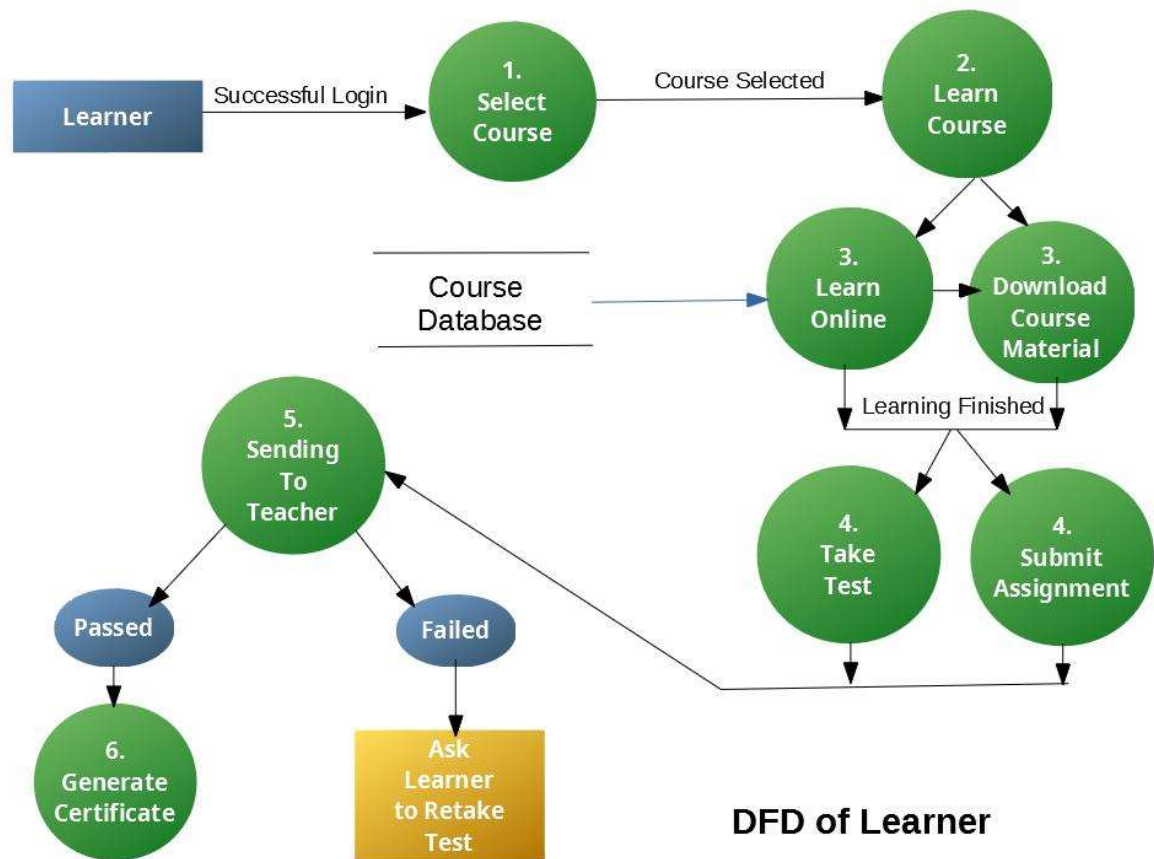 Learner
Successful Login
1.
Select
Course
Course Selected
2.
Learn
Course
Course
Database
3.
Learn
Online
3.
Download
Course
Material
Learning Finished
4.
Take
Test
4.
Submit
Assignment
5.
Sending
To
Teacher
Passed
Failed
6.
Generate
Certificate
Ask
Learner
to Retake
Test
DFD of Learner